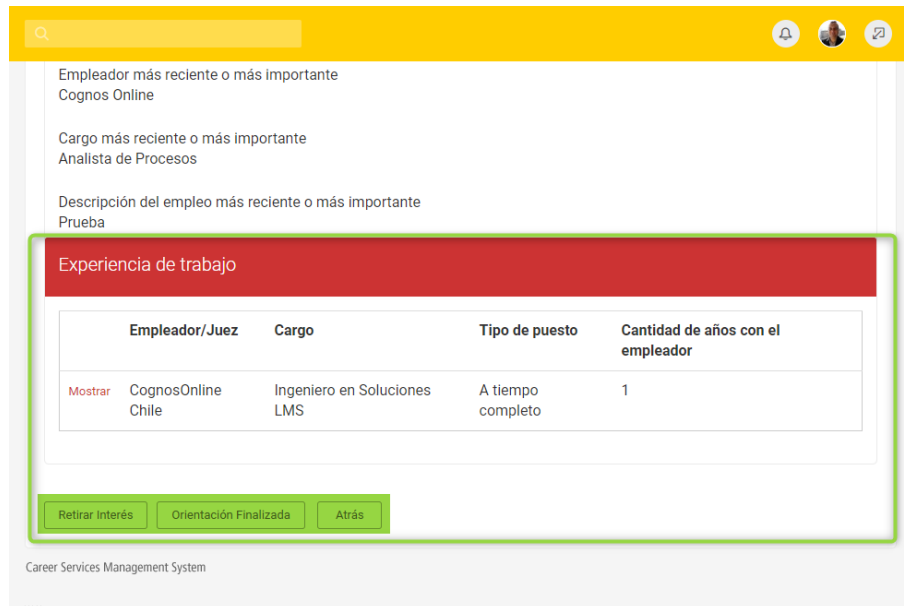 Empleador más reciente o más importante
Cognos Online
Cargo más reciente o más importante
Analista de Procesos
Descripción del empleo más reciente o más importante
Prueba
Experiencia de trabajo
Empleador/Juez Cargo Tipo de puesto Cantidad de años con el
empleador
Mostrar CognosOnline Ingeniero en Soluciones A tiempo 1
Chile LMS completo
Retirar Interés Orientación Finalizada Atrás
Career Services Management System